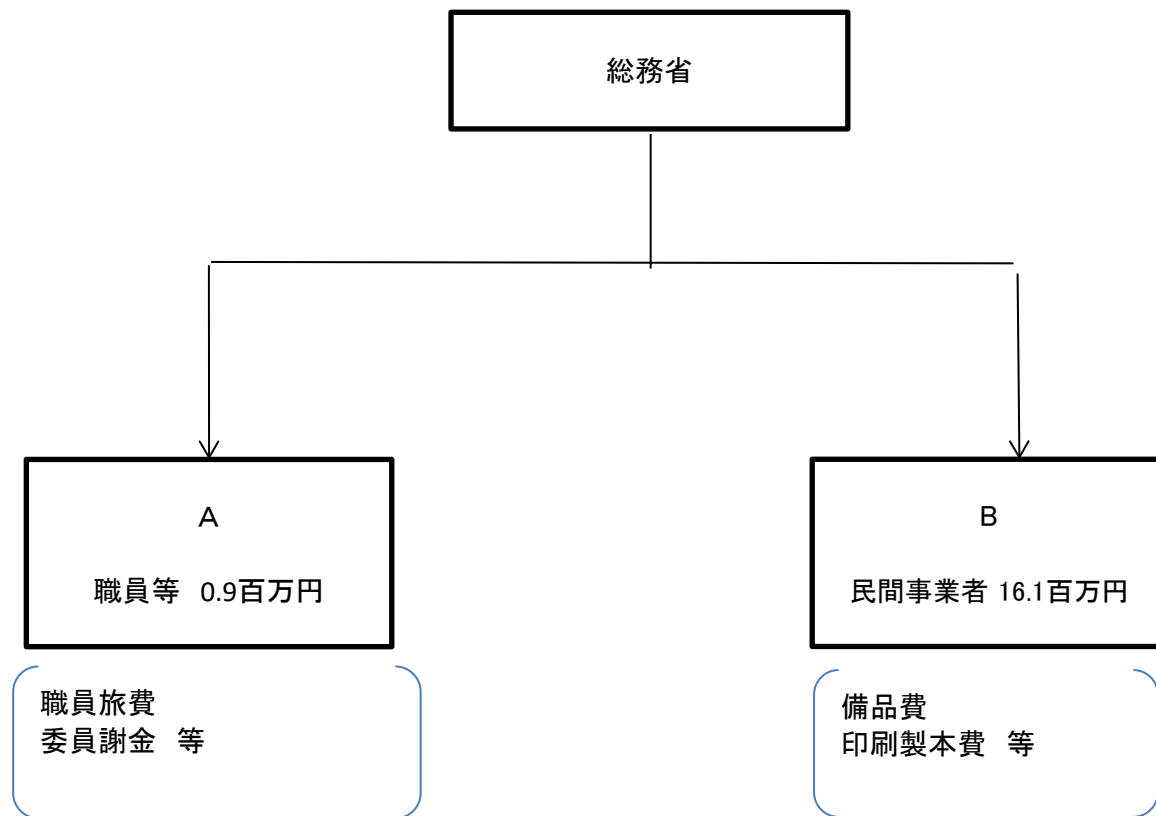 総務省
A
職員等 0.9百万円
職員旅費
委員謝金 等
B
民間事業者 16.1百万円
備品費
印刷製本費 等